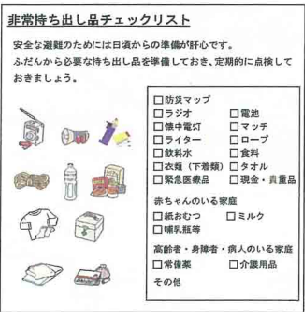 非常持ち出し品チェックリスト
安全な避難のためには日頃からの準備が肝心です。
ふだんから必要な持ち出し品を準備しておき、定期的に点検して
おきましょう。
□防災マップ
□ラジオ □電池
□懐中電灯 □マッチ
□ライター □ロープ
□飲料水 □食料
□衣類(下着類) □タオル
□緊急医療品 □現金・貴重品
赤ちゃんのいる家庭
□紙おむつ □ミルク
□哺乳瓶等
高齢者・身障者・病人のいる家庭
□常備薬 □介護用品
その他